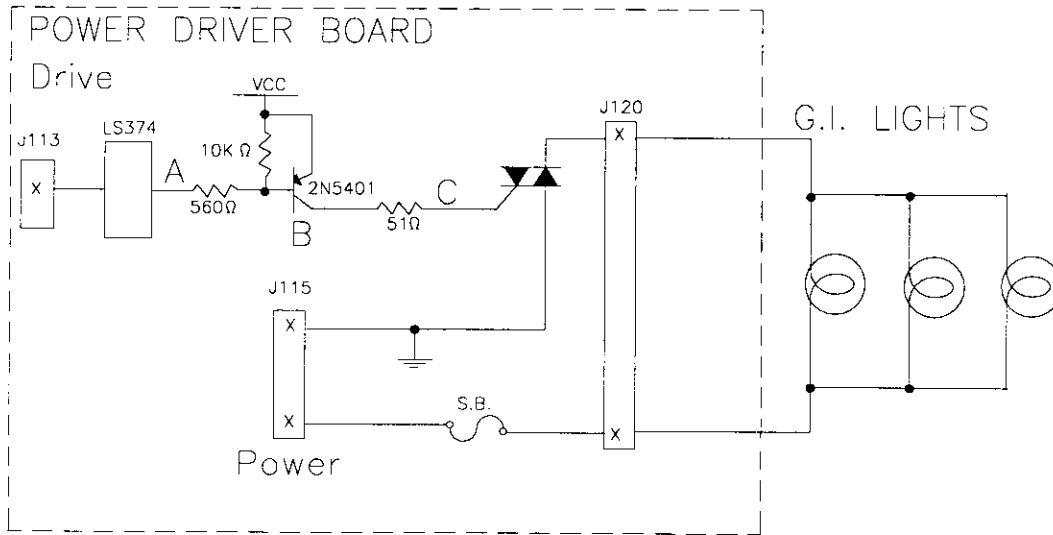 POWER DRIVER BOARD
Drive
VCC
J120
G.I. LIGHTS
J113
LS374
X
X
A
10K Ω
2N5401
C
560Ω
B
51Ω
J115
X
X
S.B.
X
Power